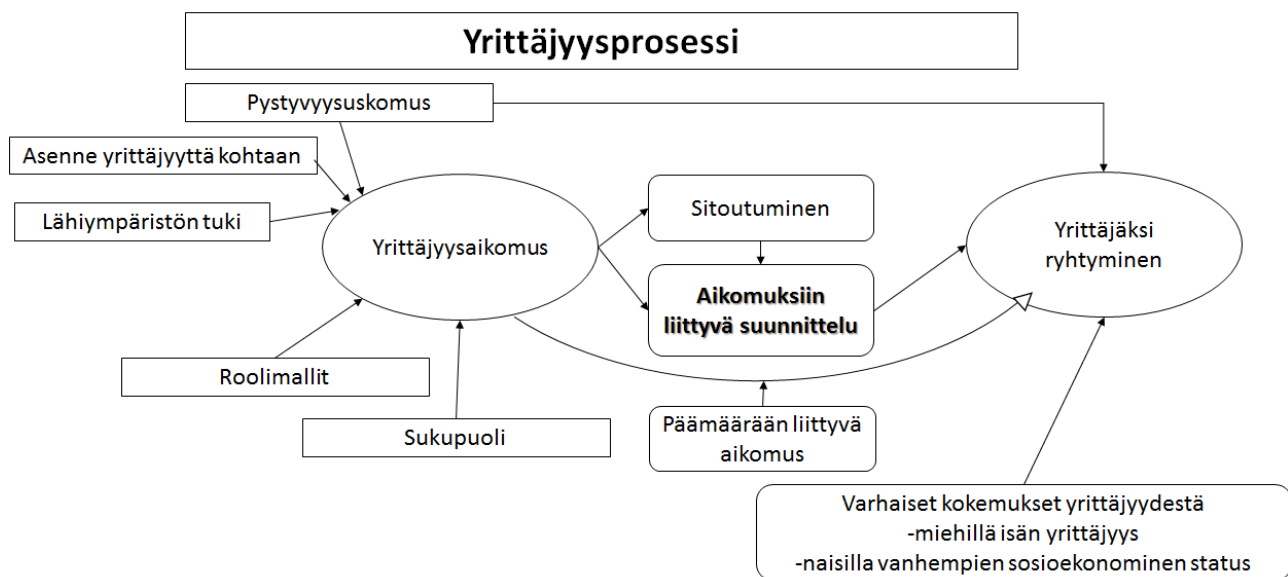 Yrittäjyysprosessi
Pystyvyysuskomus
Asenne yrittäjyyttä kohtaan
Lähiympäristön tuki
Yrittäjyysaikomus
Sitoutuminen
Aikomuksiin
liittyvä suunnittelu
Yrittäjäksi
ryhtyminen
Roolimallit
Sukupuoli
Päämäärään liittyvä
aikomus
Varhaiset kokemukset yrittäjyydestä
-miehillä isän yrittäjyys
-naisilla vanhempien sosioekonominen status